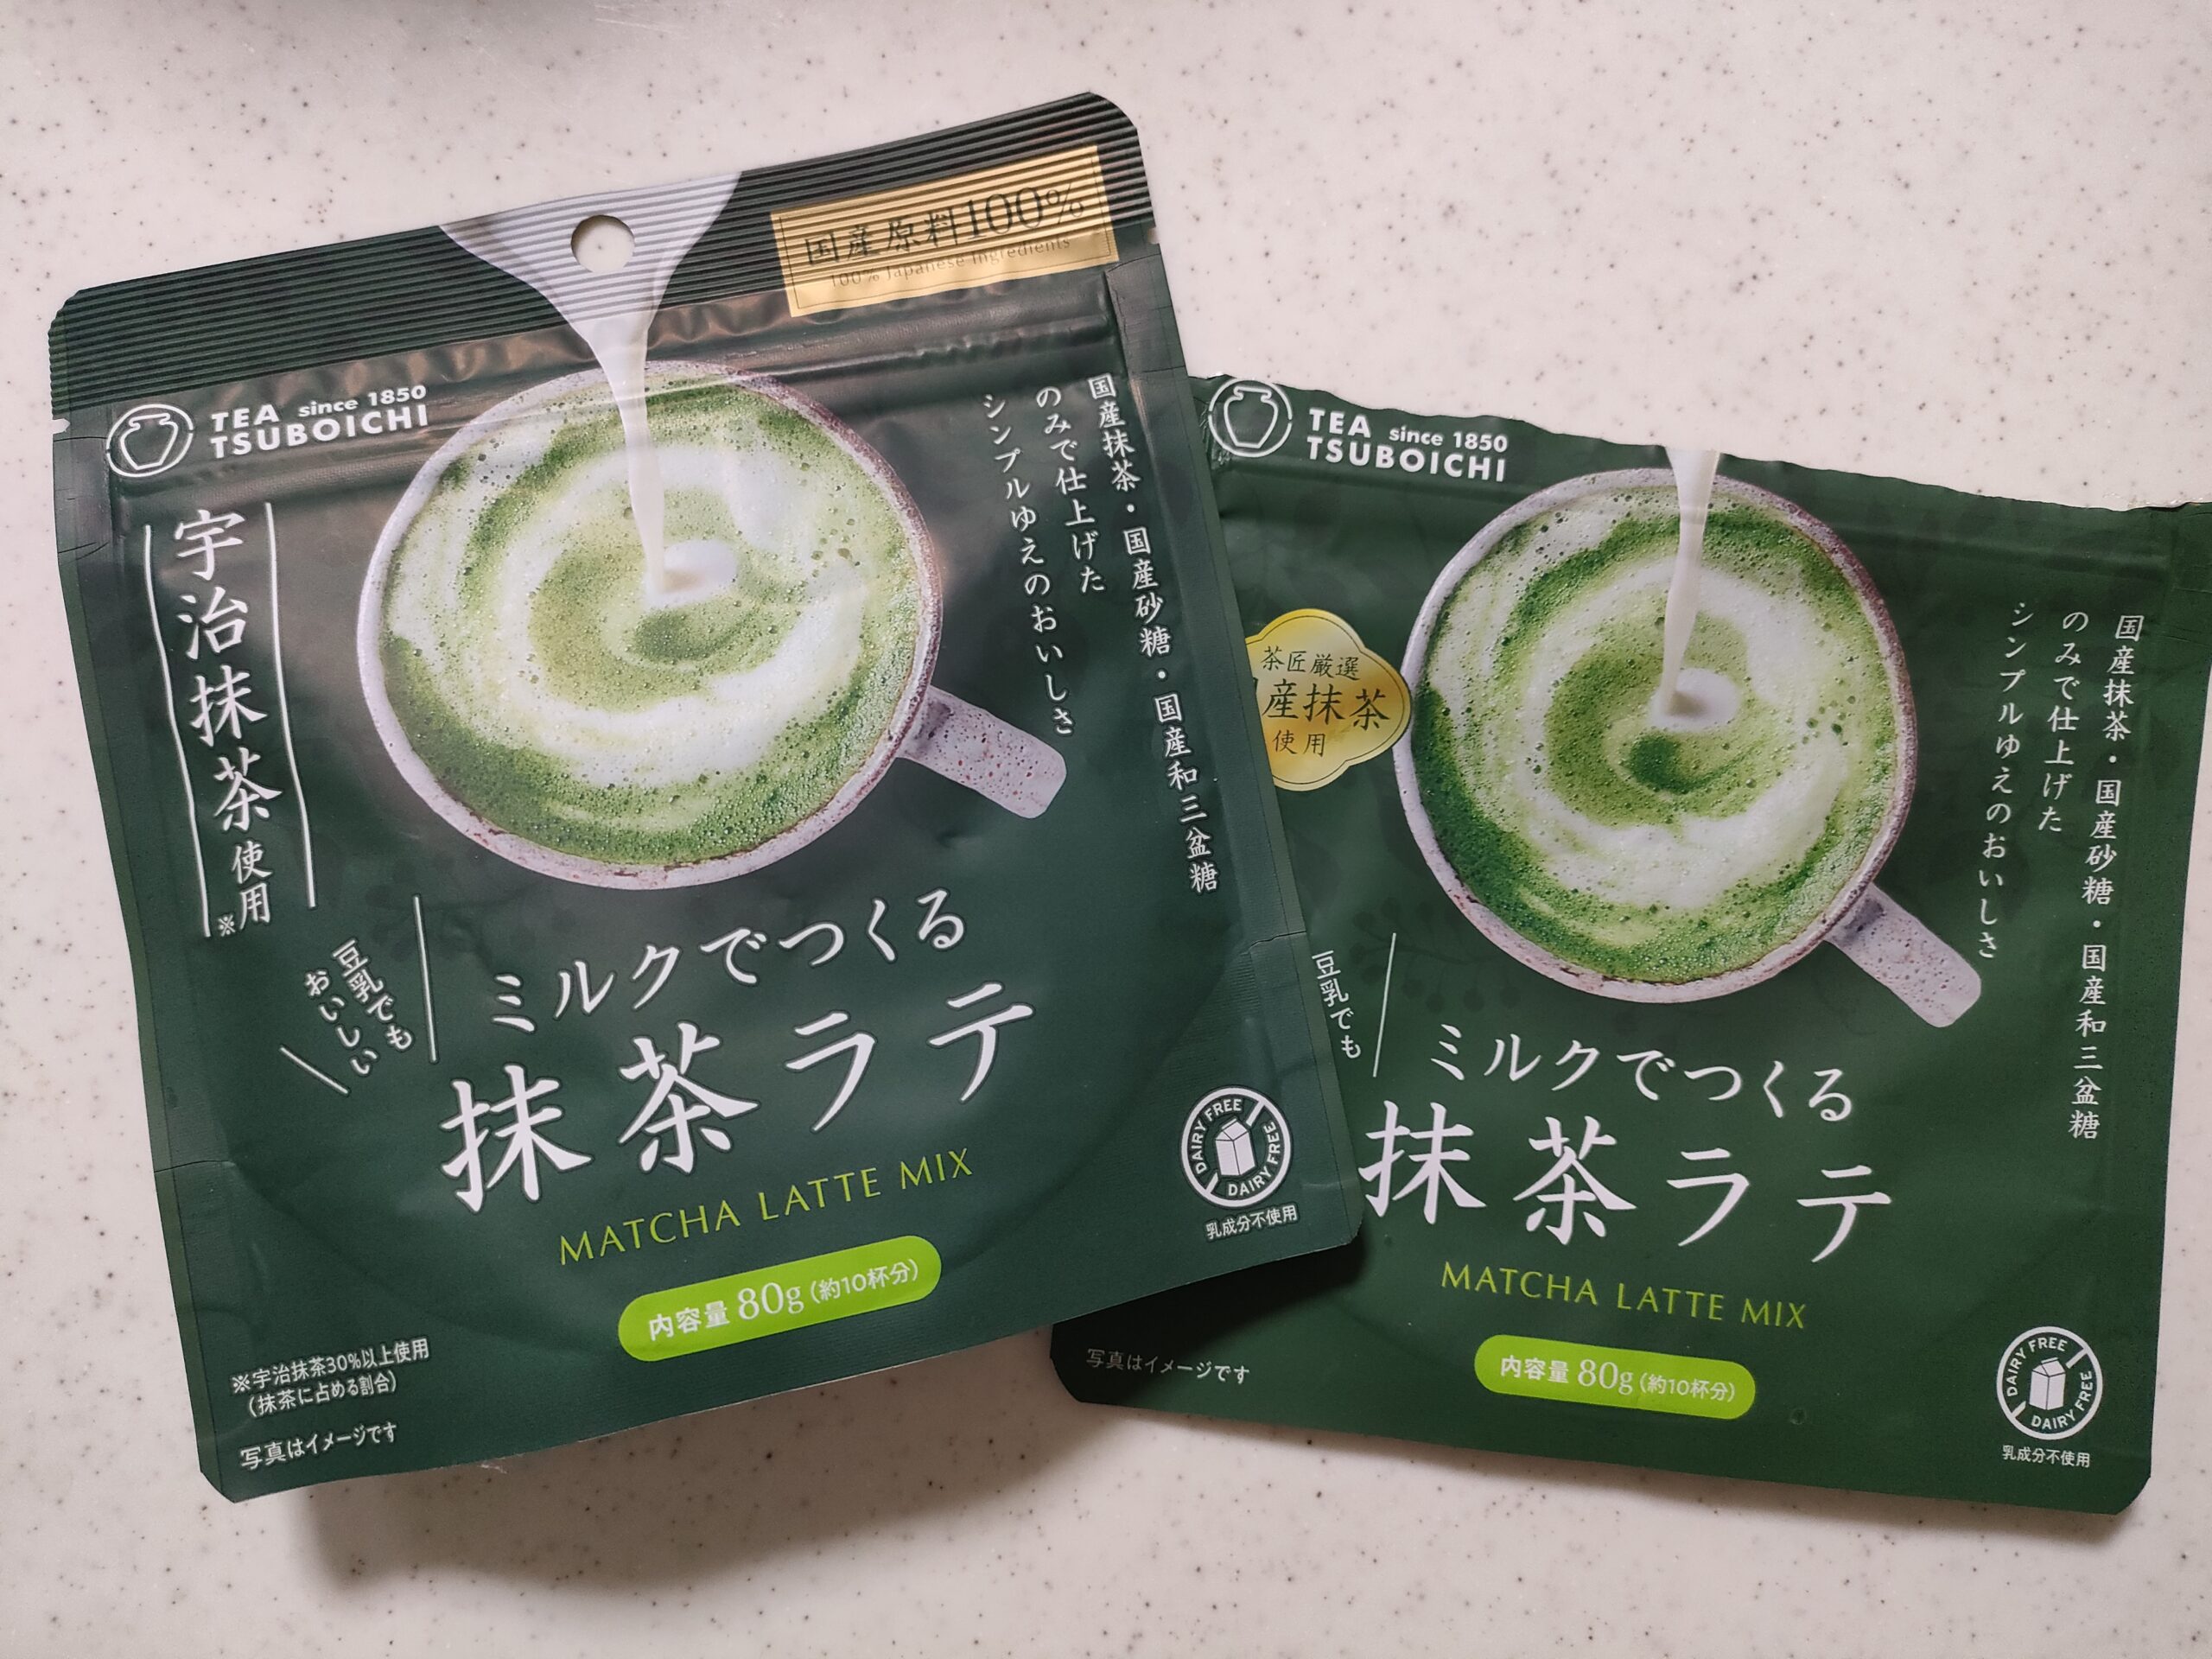 国産原料100%
100% Japanese Ingredients
TEA since 1850
TSUBOICHI
国産抹茶・国産砂糖・国産和三盆糖
のみで仕上げた
シンプルゆえのおいしさ
宇治抹茶使用※
豆乳でも
おいしい
ミルクでつくる
抹茶ラテ
MATCHA LATTE MIX
内容量 80g (約10杯分)
DAIRY FREE
DAIRY FREE
乳成分不使用
※宇治抹茶30%以上使用
(抹茶に占める割合)
写真はイメージです
TEA since 1850
TSUBOICHI
国産抹茶・国産砂糖・国産和三盆糖
のみで仕上げた
シンプルゆえのおいしさ
茶匠厳選
産抹茶
使用
豆乳でも
ミルクでつくる
抹茶ラテ
MATCHA LATTE MIX
内容量 80g (約10杯分)
DAIRY FREE
DAIRY FREE
乳成分不使用
写真はイメージです